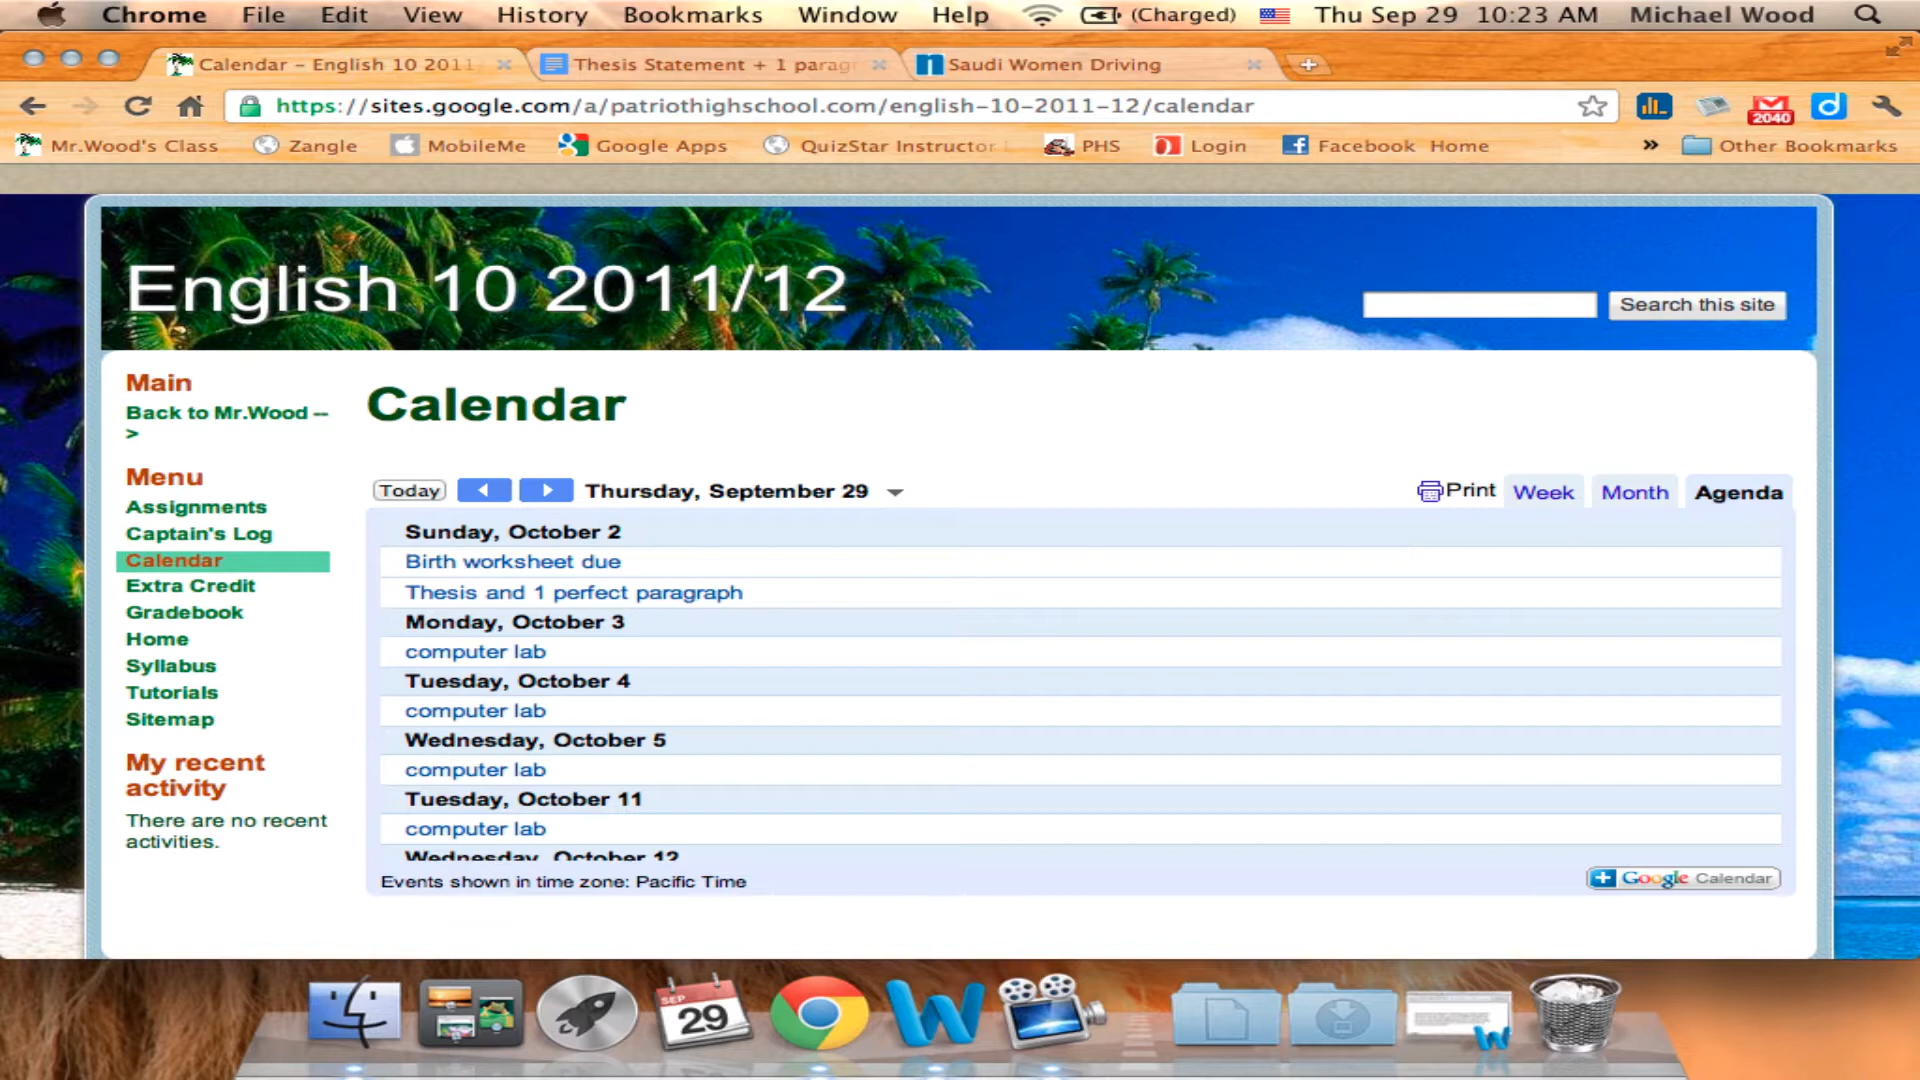 Chrome File Edit View History Bookmarks Window Help (Charged) Thu Sep 29 10:23 AM Michael Wood
Calendar - English 10 2011 Thesis Statement + 1 paragr Saudi Women Driving
https://sites.google.com/a/patriothighschool.com/english-10-2011-12/calendar
2040
Mr.Wood's Class Zangle MobileMe Google Apps QuizStar Instructor PHS Login Facebook Home » Other Bookmarks
English 10 2011/12
Search this site
Main
Back to Mr.Wood --
>
Menu
Assignments
Captain's Log
Calendar
Extra Credit
Gradebook
Home
Syllabus
Tutorials
Sitemap
My recent
activity
There are no recent
activities.
Calendar
Today Thursday, September 29 Print Week Month Agenda
Sunday, October 2
Birth worksheet due
Thesis and 1 perfect paragraph
Monday, October 3
computer lab
Tuesday, October 4
computer lab
Wednesday, October 5
computer lab
Tuesday, October 11
computer lab
Wednesday, October 12
Events shown in time zone: Pacific Time
Google Calendar
SEP
29